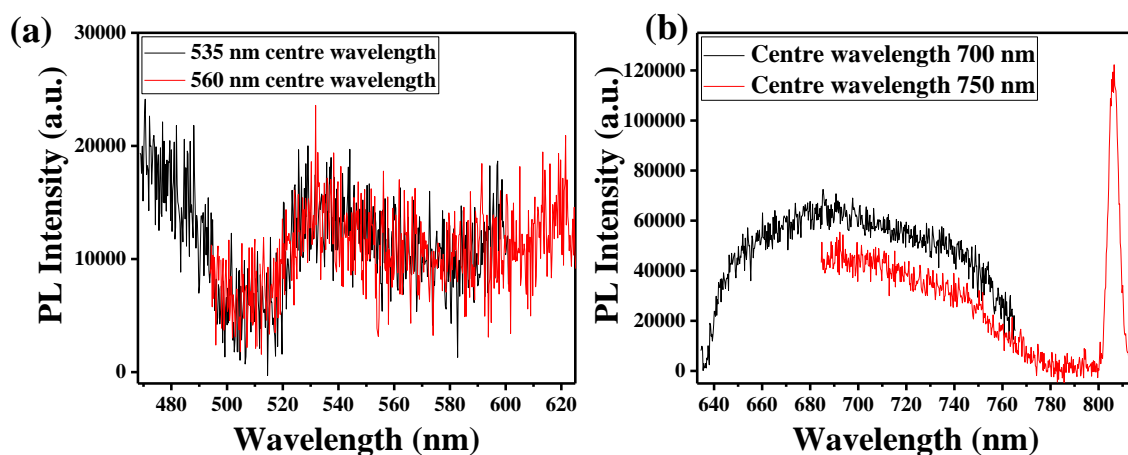 (a)
30000
20000
10000
0
PL Intensity (a.u.)
535 nm centre wavelength
560 nm centre wavelength
480 500 520 540 560 580 600 620
Wavelength (nm)
(b)
120000
100000
80000
60000
40000
20000
0
PL Intensity (a.u.)
Centre wavelength 700 nm
Centre wavelength 750 nm
640 660 680 700 720 740 760 780 800
Wavelength (nm)